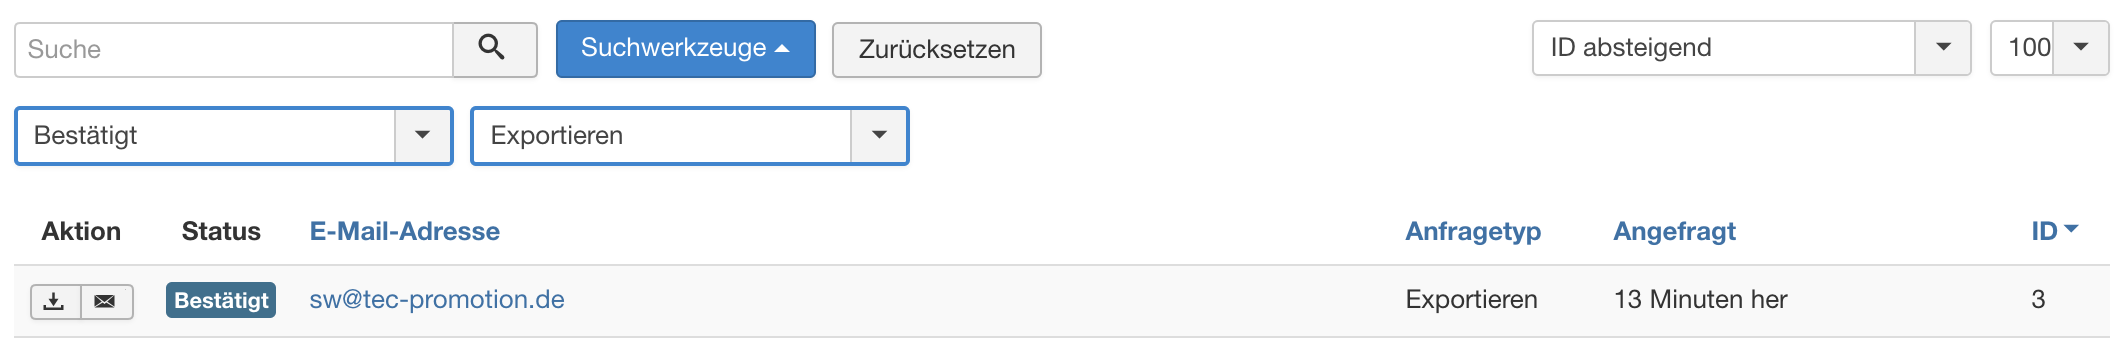 Suche Suchwerkzeuge Zurücksetzen ID absteigend 100
Bestätigt Exportieren
Aktion Status E-Mail-Adresse Anfragetyp Angefragt ID
Bestätigt sw@tec-promotion.de Exportieren 13 Minuten her 3